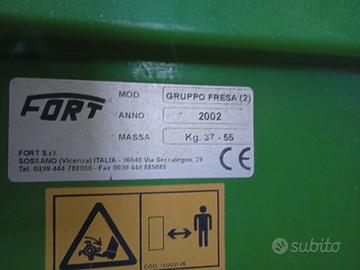 FORT
MOD. GRUPPO FRESA (2)
ANNO 2002
MASSA Kg. 37 - 55
FORT S.r.l.
SOSSANO (Vicenza) ITALIA - 36040 Via Seccalegno, 29
Tel. 0039 444 788000 - Fax 0039 444 885085
CE
subito